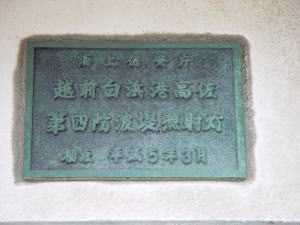 海上保安庁
越前白浜港高佐
第四防波堤照射灯
初点 平成5年3月